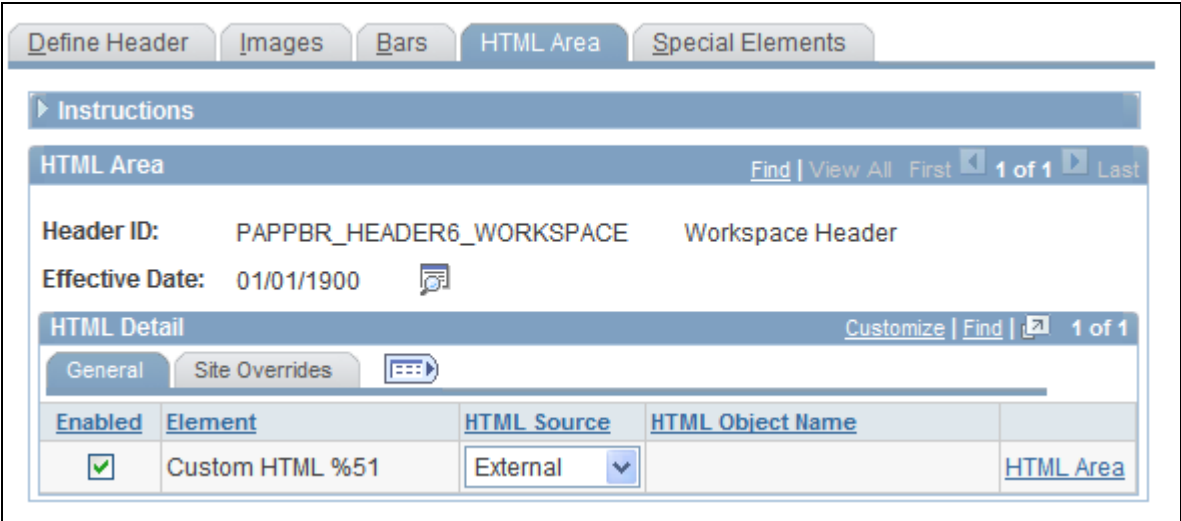 Define Header Images Bars HTML Area Special Elements
Instructions
HTML Area Find | View All First 1 of 1 Last
Header ID: PAPPBR_HEADER6_WORKSPACE Workspace Header
Effective Date: 01/01/1900
HTML Detail Customize | Find | 1 of 1
General Site Overrides
Enabled Element HTML Source HTML Object Name
Custom HTML %51 External HTML Area